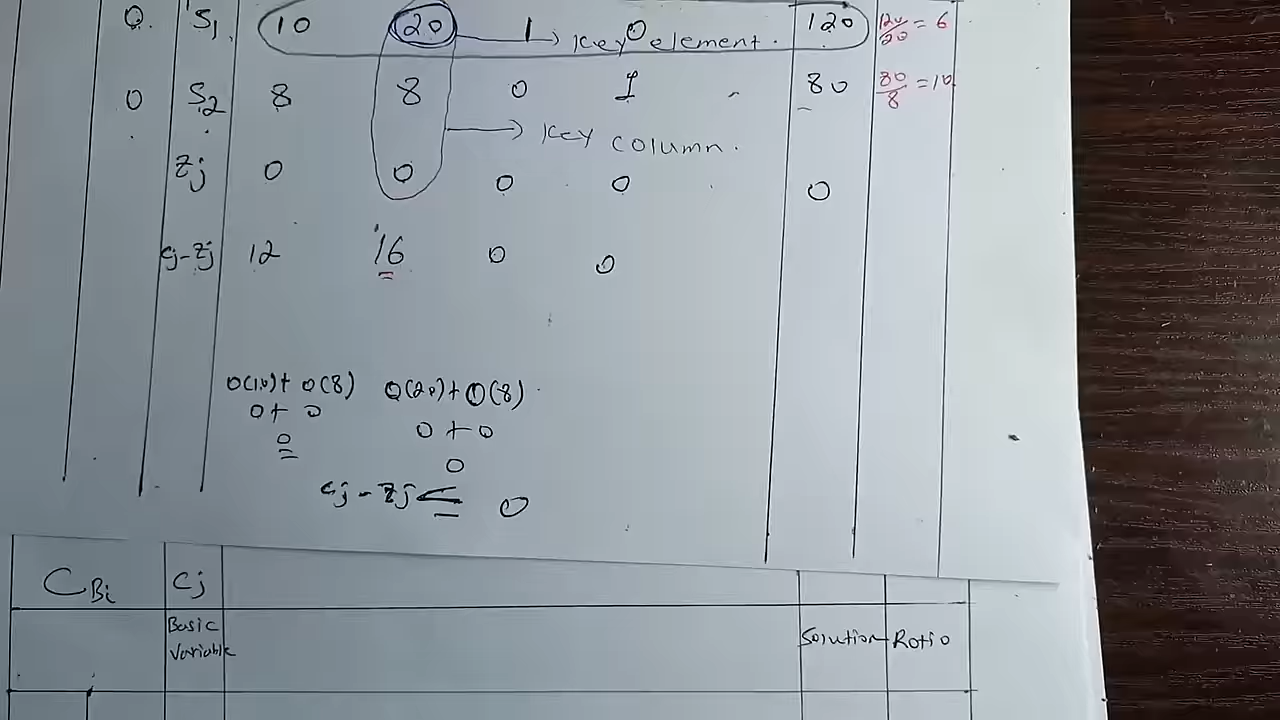 0. S1. 10 20 1 → Key 0 element. 120 120/20 = 6
0 S2 8 8 0 1 80 80/8 = 10
→ Key column.
Zj 0 0 0 0 0
Cj-Zj 12 16 0 0
0(10)+ 0(8) 0(20)+0(8)
0+ 0 0+0
0 0
Cj - Zj ≤ 0
CBi Cj
Basic Solution Ratio
Variable